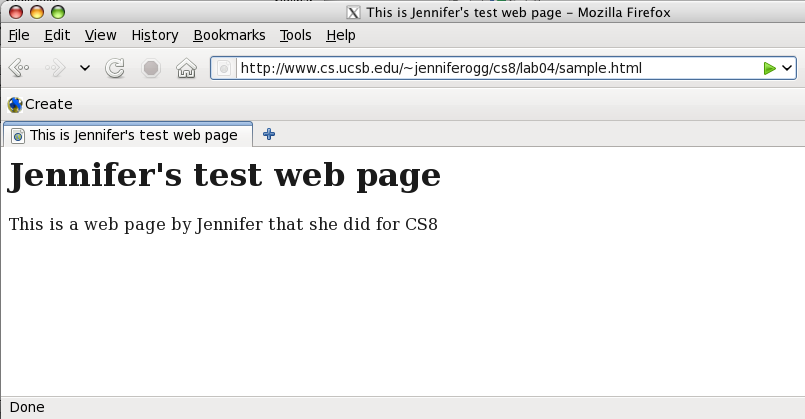 This is Jennifer's test web page - Mozilla Firefox
File Edit View History Bookmarks Tools Help
http://www.cs.ucsb.edu/~jenniferogg/cs8/lab04/sample.html
Create
This is Jennifer's test web page
Jennifer's test web page
This is a web page by Jennifer that she did for CS8
Done